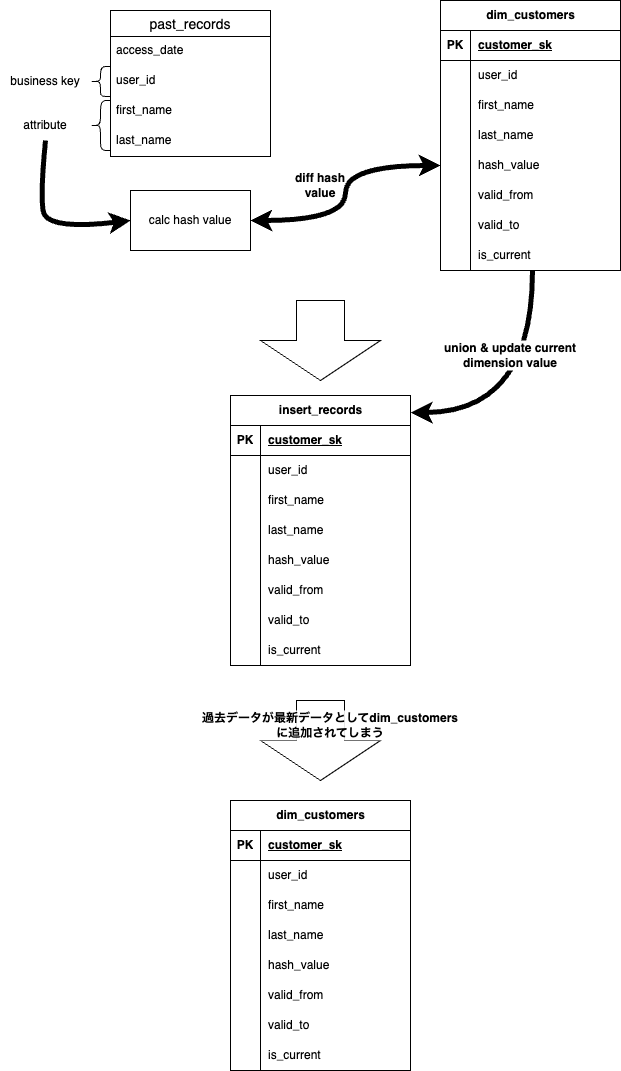 past_records
access_date
business key
user_id
first_name
attribute
last_name
calc hash value
diff hash
value
dim_customers
PK
customer_sk
user_id
first_name
last_name
hash_value
valid_from
valid_to
is_current
union & update current
dimension value
insert_records
PK
customer_sk
user_id
first_name
last_name
hash_value
valid_from
valid_to
is_current
過去データが最新データとしてdim_customers
に追加されてしまう
dim_customers
PK
customer_sk
user_id
first_name
last_name
hash_value
valid_from
valid_to
is_current